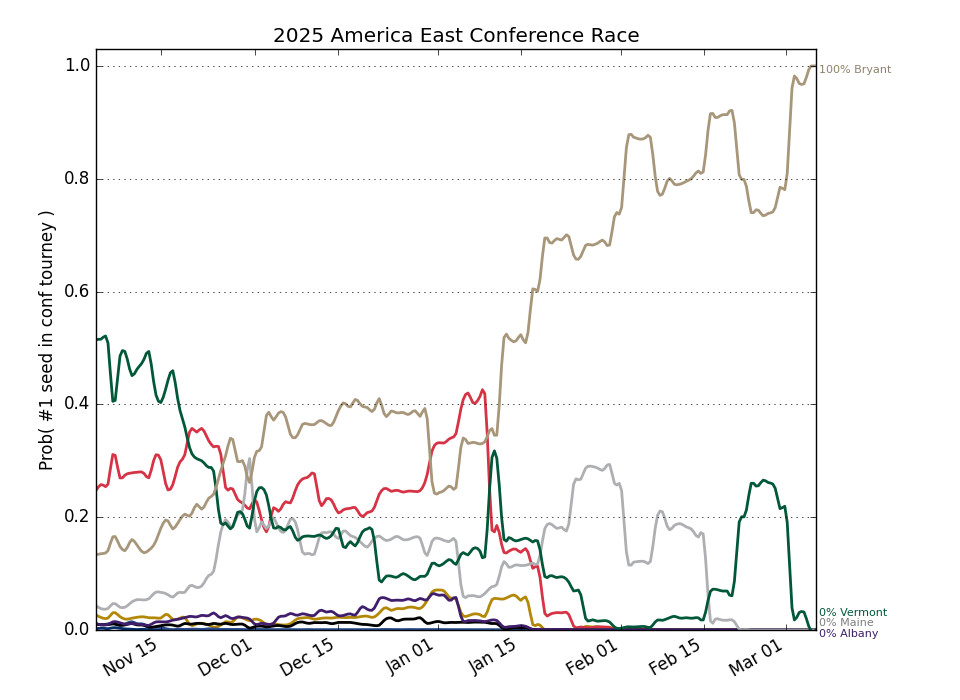 2025 America East Conference Race
1.0
0.8
0.6
0.4
0.2
0.0
Prob( #1 seed in conf tourney )
100% Bryant
0% Vermont
0% Maine
0% Albany
Nov 15
Dec 01
Dec 15
Jan 01
Jan 15
Feb 01
Feb 15
Mar 01